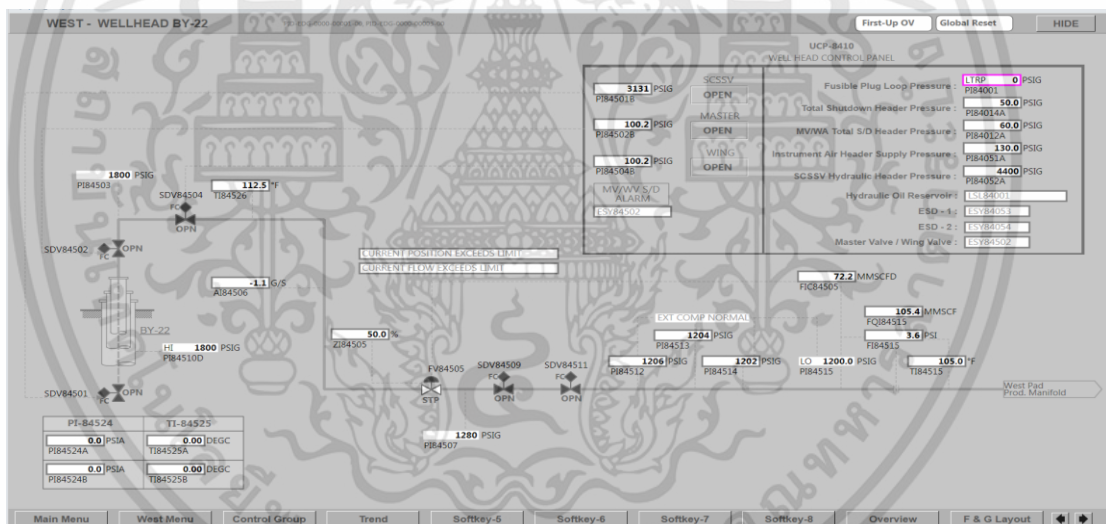 WEST - WELLHEAD BY-22
First-Up OV
Global Reset
HIDE
UCP-8410
WELL HEAD CONTROL PANEL
3131 PSIG
PI84501B
SCSSV
OPEN
100.2 PSIG
PI84502B
MASTER
OPEN
100.2 PSIG
PI84504B
WING
OPEN
MV/WV S/D
ALARM
ESY84502
Fusible Plug Loop Pressure : LTRP 0 PSIG
PI84001
Total Shutdown Header Pressure : 50.0 PSIG
PI84014A
MV/WA Total S/D Header Pressure : 60.0 PSIG
PI84012A
Instrument Air Header Supply Pressure : 130.0 PSIG
PI84051A
SCSSV Hydraulic Header Pressure : 4400 PSIG
PI84052A
Hydraulic Oil Reservoir : LSL84001
ESD - 1 : ESY84053
ESD - 2 : ESY84054
Master Valve / Wing Valve : ESY84502
1800 PSIG
PI84503
SDV84504
FC
OPN
112.5 °F
TI84526
SDV84502
FC
OPN
CURRENT POSITION EXCEEDS LIMIT
CURRENT FLOW EXCEEDS LIMIT
-1.1 G/S
AI84506
BY-22
HI 1800 PSIG
PI84510D
SDV84501
FC
OPN
50.0 %
ZI84505
FV84505
STP
SDV84509
FC
OPN
SDV84511
FC
OPN
1280 PSIG
PI84507
72.2 MMSCFD
FIC84505
EXT COMP NORMAL
105.4 MMSCF
FQI84515
1204 PSIG
PI84513
3.6 PSI
FI84515
1206 PSIG
PI84512
1202 PSIG
PI84514
LO 1200.0 PSIG
PI84515
105.0 °F
TI84515
West Pad
Prod. Manifold
PI-84524 TI-84525
0.0 PSIA 0.00 DEGC
PI84524A TI84525A
0.0 PSIA 0.00 DEGC
PI84524B TI84525B
Main Menu West Menu Control Group Trend Softkey-5 Softkey-6 Softkey-7 Softkey-8 Overview F & G Layout